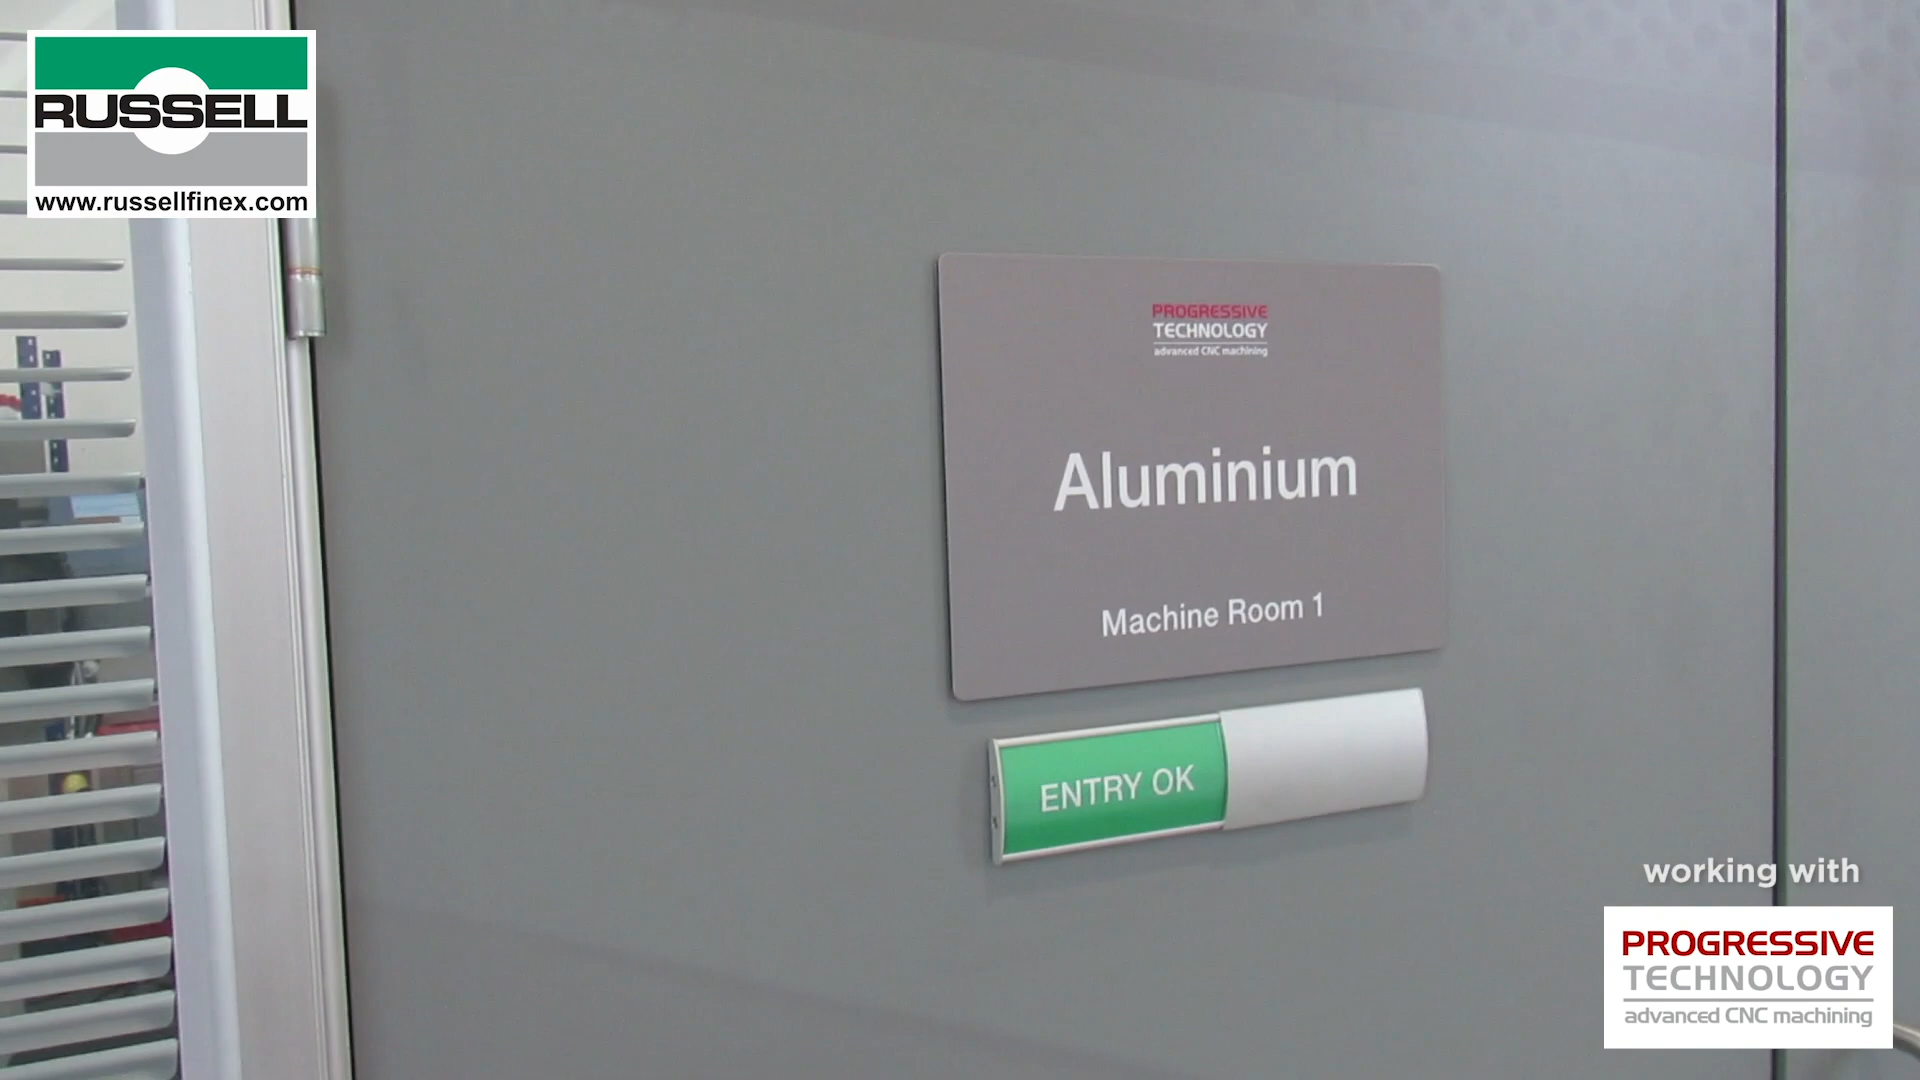 RUSSELL
www.russellfinex.com
PROGRESSIVE
TECHNOLOGY
advanced CNC machining
Aluminium
Machine Room 1
ENTRY OK
working with
PROGRESSIVE
TECHNOLOGY
advanced CNC machining